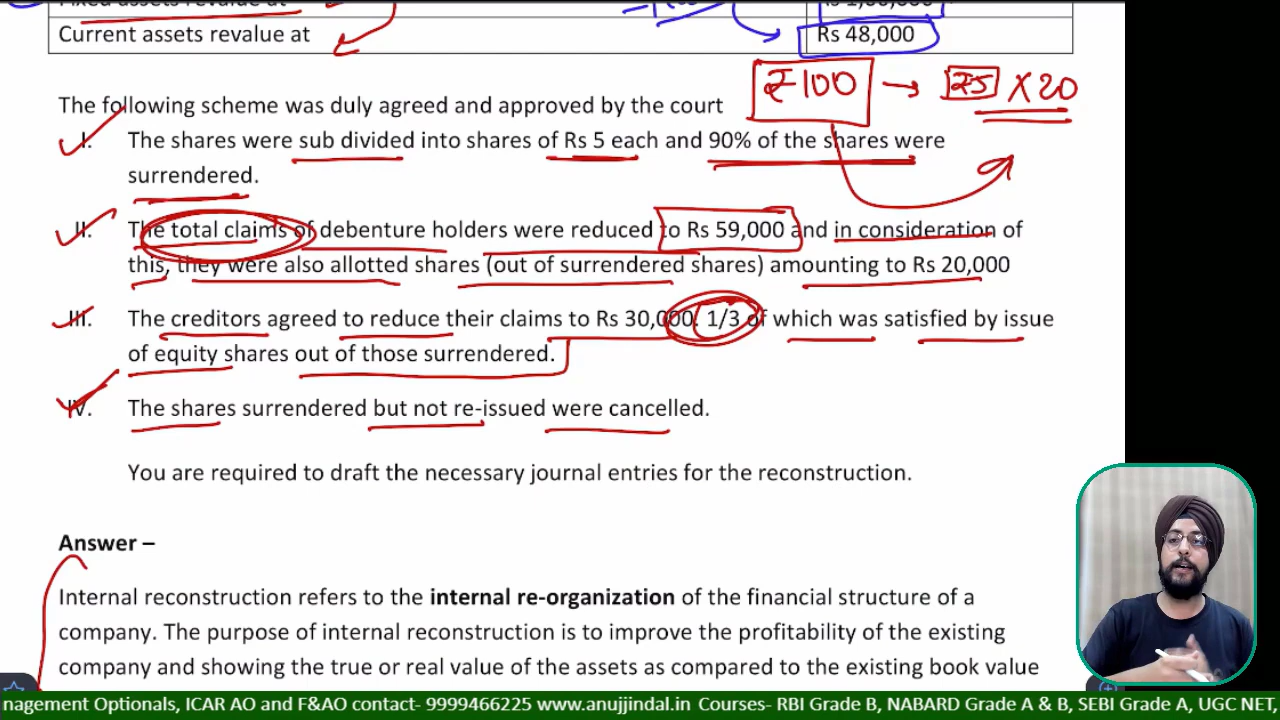 Fixed assets revalue at
Current assets revalue at
Rs 48,000
₹100 → ₹5 × 20
The following scheme was duly agreed and approved by the court
I. The shares were sub divided into shares of Rs 5 each and 90% of the shares were
surrendered.
II. The total claims of debenture holders were reduced to Rs 59,000 and in consideration of
this, they were also allotted shares (out of surrendered shares) amounting to Rs 20,000
III. The creditors agreed to reduce their claims to Rs 30,000. 1/3 of which was satisfied by issue
of equity shares out of those surrendered.
IV. The shares surrendered but not re-issued were cancelled.
You are required to draft the necessary journal entries for the reconstruction.
Answer –
Internal reconstruction refers to the internal re-organization of the financial structure of a
company. The purpose of internal reconstruction is to improve the profitability of the existing
company and showing the true or real value of the assets as compared to the existing book value
nagement Optionals, ICAR AO and F&AO contact- 9999466225 www.anujjindal.in Courses- RBI Grade B, NABARD Grade A & B, SEBI Grade A, UGC NET,